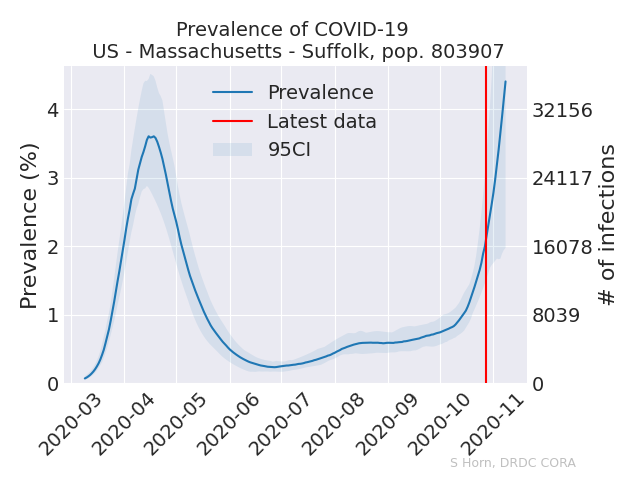 Prevalence of COVID-19
US - Massachusetts - Suffolk, pop. 803907
Prevalence
Latest data
95CI
Prevalence (%)
4
3
2
1
0
32156
24117
16078
8039
0
# of infections
2020-03
2020-04
2020-05
2020-06
2020-07
2020-08
2020-09
2020-10
2020-11
S Horn, DRDC CORA